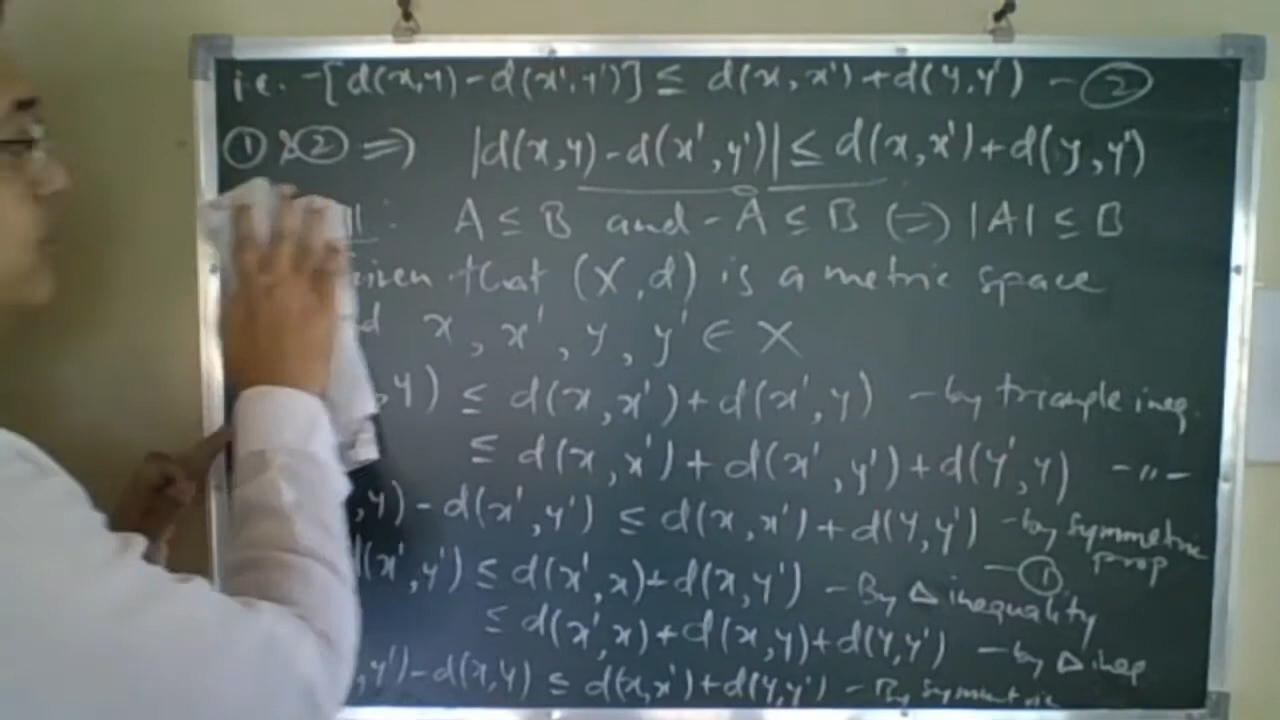 i.e. -[d(x,y) - d(x',y')] ≤ d(x,x') + d(y,y') - ②
① & ② ⇒ |d(x,y) - d(x',y')| ≤ d(x,x') + d(y,y')
: A ≤ B and - A ≤ B (=) |A| ≤ B
iven that (X,d) is a metric space
d x, x', y, y' ∈ X
,y) ≤ d(x,x') + d(x',y) - by triangle ineq.
≤ d(x,x') + d(x',y') + d(y',y) - " -
,y) - d(x',y') ≤ d(x,x') + d(y,y') - by symmetric prop
- ①
d(x',y') ≤ d(x',x) + d(x,y') - By Δ inequality
≤ d(x',x) + d(x,y) + d(y,y') - by Δ ineq
,y') - d(x,y) ≤ d(x,x') + d(y,y') - By symmetric